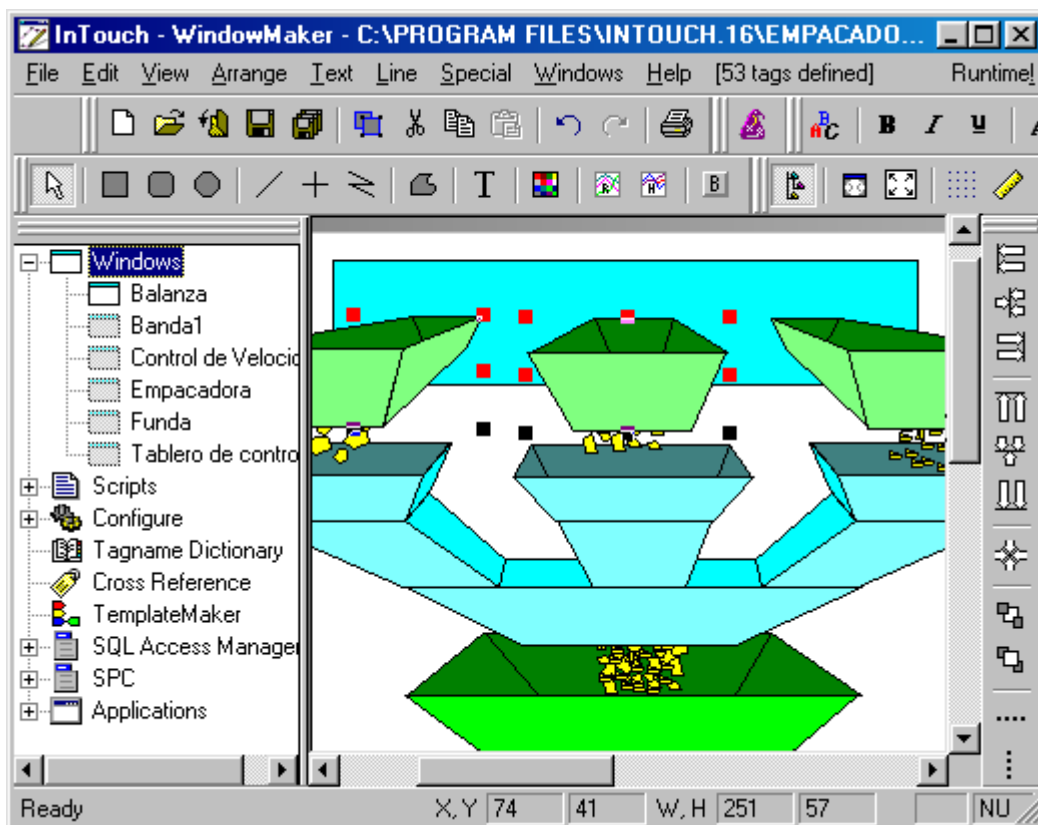 InTouch - WindowMaker - C:\PROGRAM FILES\INTOUCH.16\EMPACADO...
File Edit View Arrange Text Line Special Windows Help [53 tags defined] Runtime!
A B C B I U
T R H B
Windows
Balanza
Banda1
Control de Velocic
Empacadora
Funda
Tablero de contro
Scripts
Configure
Tagname Dictionary
Cross Reference
TemplateMaker
SQL Access Manage
SPC
Applications
Ready X, Y 74 41 W, H 251 57 NU